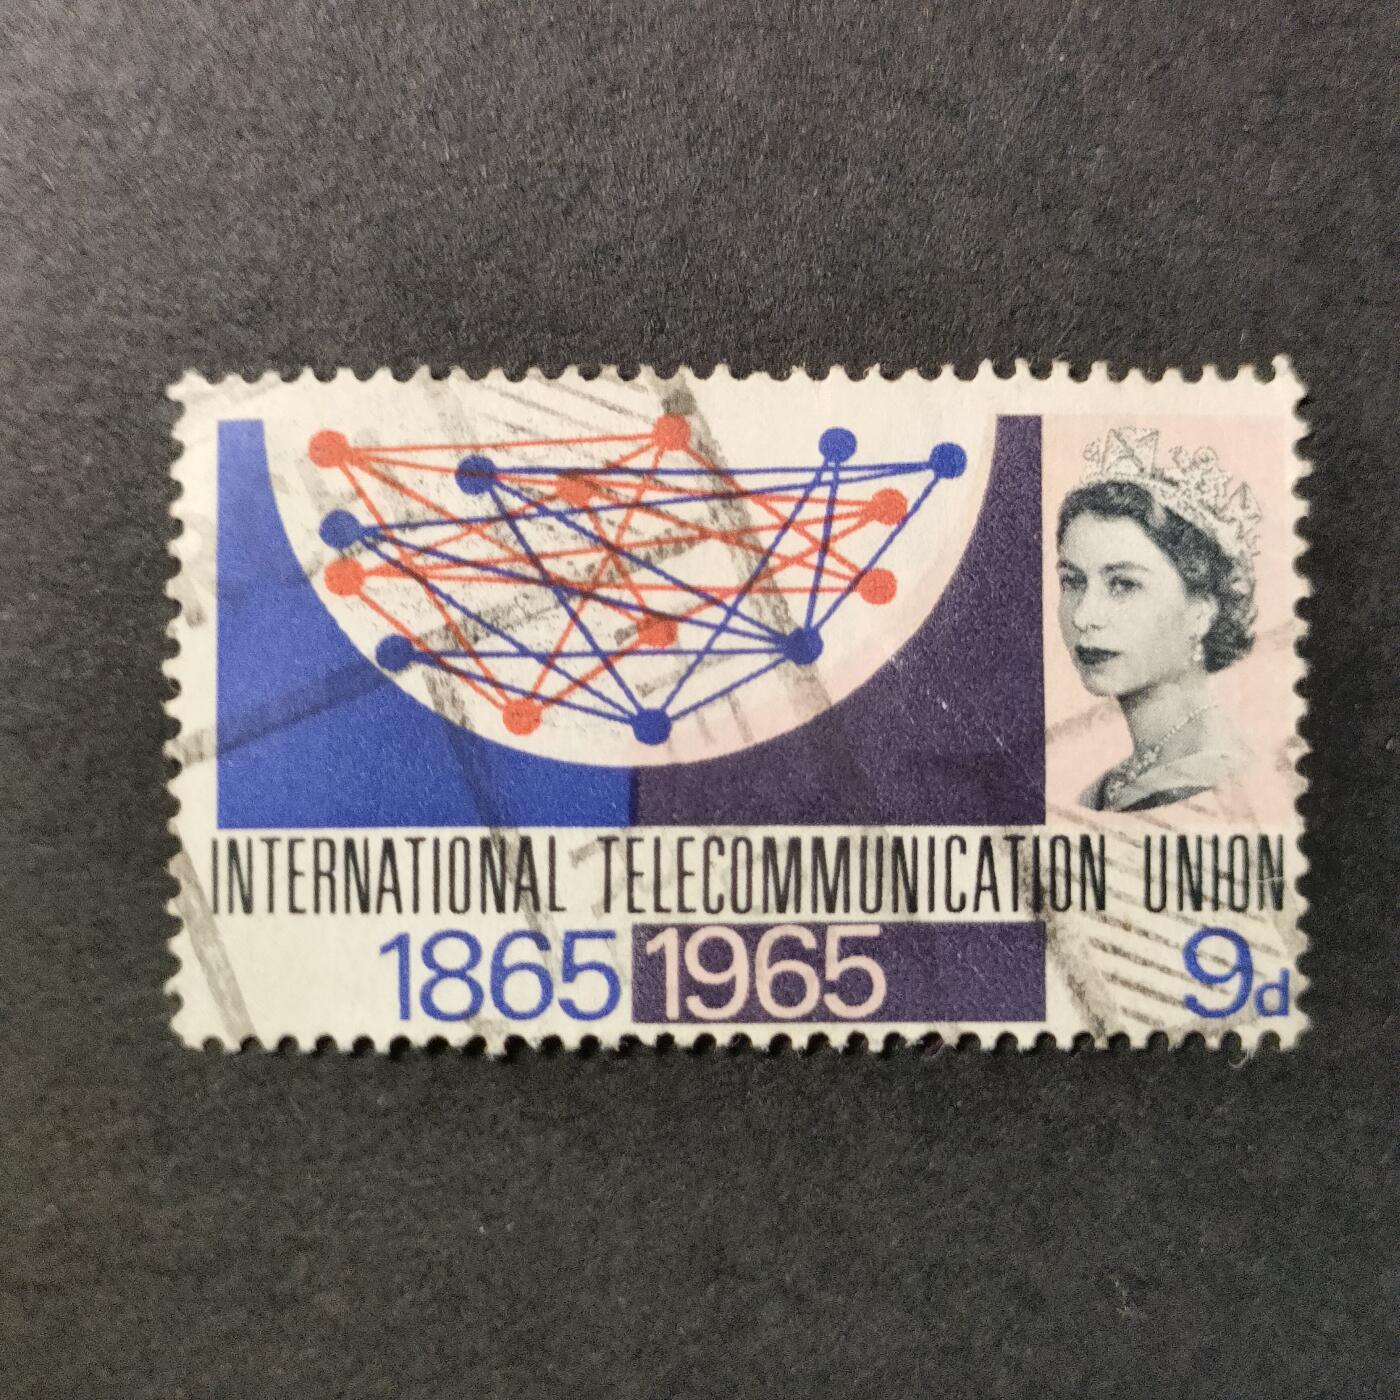 INTERNATIONAL TELECOMMUNICATION UNION
1865 1965 9d